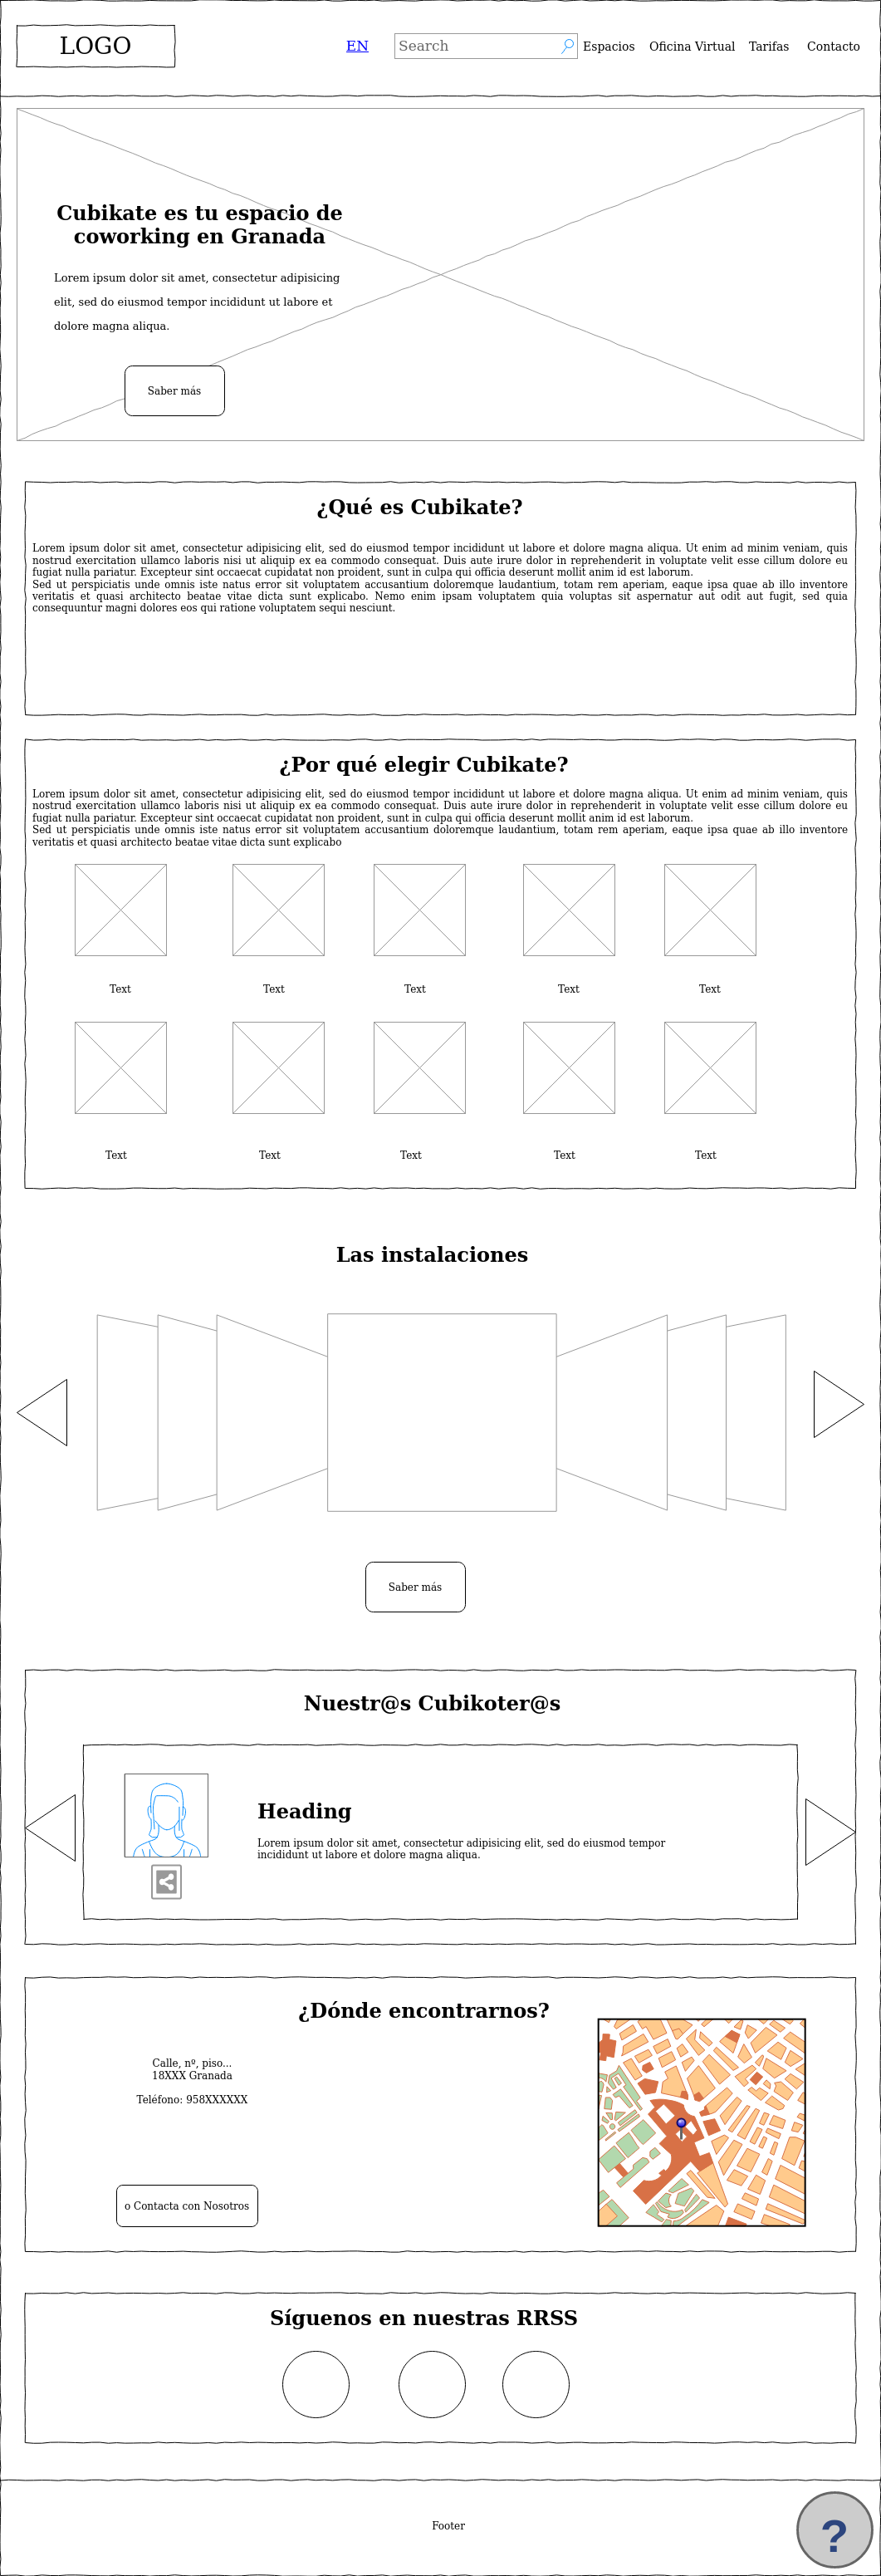 LOGO
EN
Search
Espacios
Oficina Virtual
Tarifas
Contacto
Cubikate es tu espacio de
coworking en Granada
Lorem ipsum dolor sit amet, consectetur adipisicing
elit, sed do eiusmod tempor incididunt ut labore et
dolore magna aliqua.
Saber más
¿Qué es Cubikate?
Lorem ipsum dolor sit amet, consectetur adipisicing elit, sed do eiusmod tempor incididunt ut labore et dolore magna aliqua. Ut enim ad minim veniam, quis
nostrud exercitation ullamco laboris nisi ut aliquip ex ea commodo consequat. Duis aute irure dolor in reprehenderit in voluptate velit esse cillum dolore eu
fugiat nulla pariatur. Excepteur sint occaecat cupidatat non proident, sunt in culpa qui officia deserunt mollit anim id est laborum.
Sed ut perspiciatis unde omnis iste natus error sit voluptatem accusantium doloremque laudantium, totam rem aperiam, eaque ipsa quae ab illo inventore
veritatis et quasi architecto beatae vitae dicta sunt explicabo. Nemo enim ipsam voluptatem quia voluptas sit aspernatur aut odit aut fugit, sed quia
consequuntur magni dolores eos qui ratione voluptatem sequi nesciunt.
¿Por qué elegir Cubikate?
Lorem ipsum dolor sit amet, consectetur adipisicing elit, sed do eiusmod tempor incididunt ut labore et dolore magna aliqua. Ut enim ad minim veniam, quis
nostrud exercitation ullamco laboris nisi ut aliquip ex ea commodo consequat. Duis aute irure dolor in reprehenderit in voluptate velit esse cillum dolore eu
fugiat nulla pariatur. Excepteur sint occaecat cupidatat non proident, sunt in culpa qui officia deserunt mollit anim id est laborum.
Sed ut perspiciatis unde omnis iste natus error sit voluptatem accusantium doloremque laudantium, totam rem aperiam, eaque ipsa quae ab illo inventore
veritatis et quasi architecto beatae vitae dicta sunt explicabo
Text
Text
Text
Text
Text
Text
Text
Text
Text
Text
Las instalaciones
Saber más
Nuestr@s Cubikoter@s
Heading
Lorem ipsum dolor sit amet, consectetur adipisicing elit, sed do eiusmod tempor
incididunt ut labore et dolore magna aliqua.
¿Dónde encontrarnos?
Calle, nº, piso...
18XXX Granada
Teléfono: 958XXXXXX
o Contacta con Nosotros
Síguenos en nuestras RRSS
Footer
?